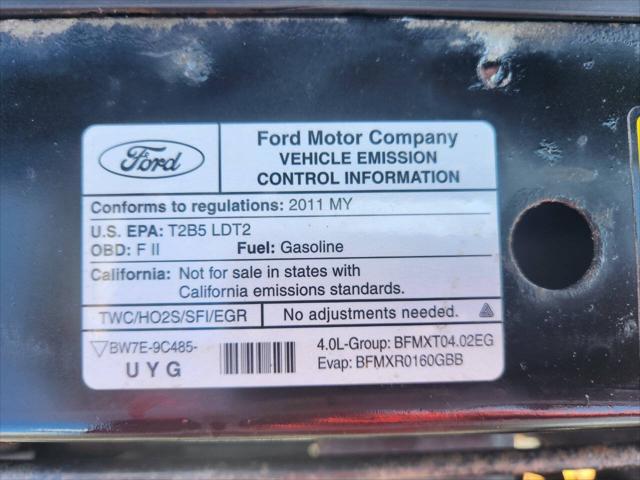 Ford
Ford Motor Company
VEHICLE EMISSION
CONTROL INFORMATION
Conforms to regulations: 2011 MY
U.S. EPA: T2B5 LDT2
OBD: F II Fuel: Gasoline
California: Not for sale in states with
California emissions standards.
TWC/HO2S/SFI/EGR No adjustments needed.
BW7E-9C485-
UYG
4.0L-Group: BFMXT04.02EG
Evap: BFMXR0160GBB